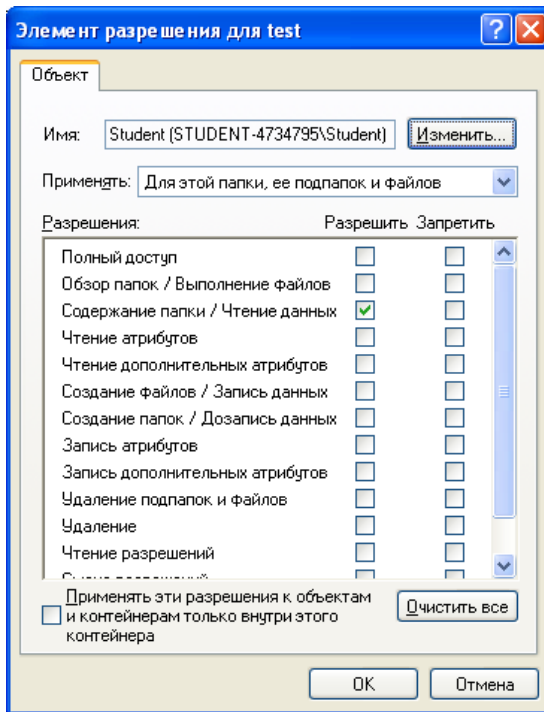 Элемент разрешения для test
Объект
Имя: Student (STUDENT-4734795\Student) Изменить...
Применять: Для этой папки, ее подпапок и файлов
Разрешения: Разрешить Запретить
Полный доступ
Обзор папок / Выполнение файлов
Содержание папки / Чтение данных
Чтение атрибутов
Чтение дополнительных атрибутов
Создание файлов / Запись данных
Создание папок / Дозапись данных
Запись атрибутов
Запись дополнительных атрибутов
Удаление подпапок и файлов
Удаление
Чтение разрешений
Применять эти разрешения к объектам
и контейнерам только внутри этого
контейнера
Очистить все
OK Отмена